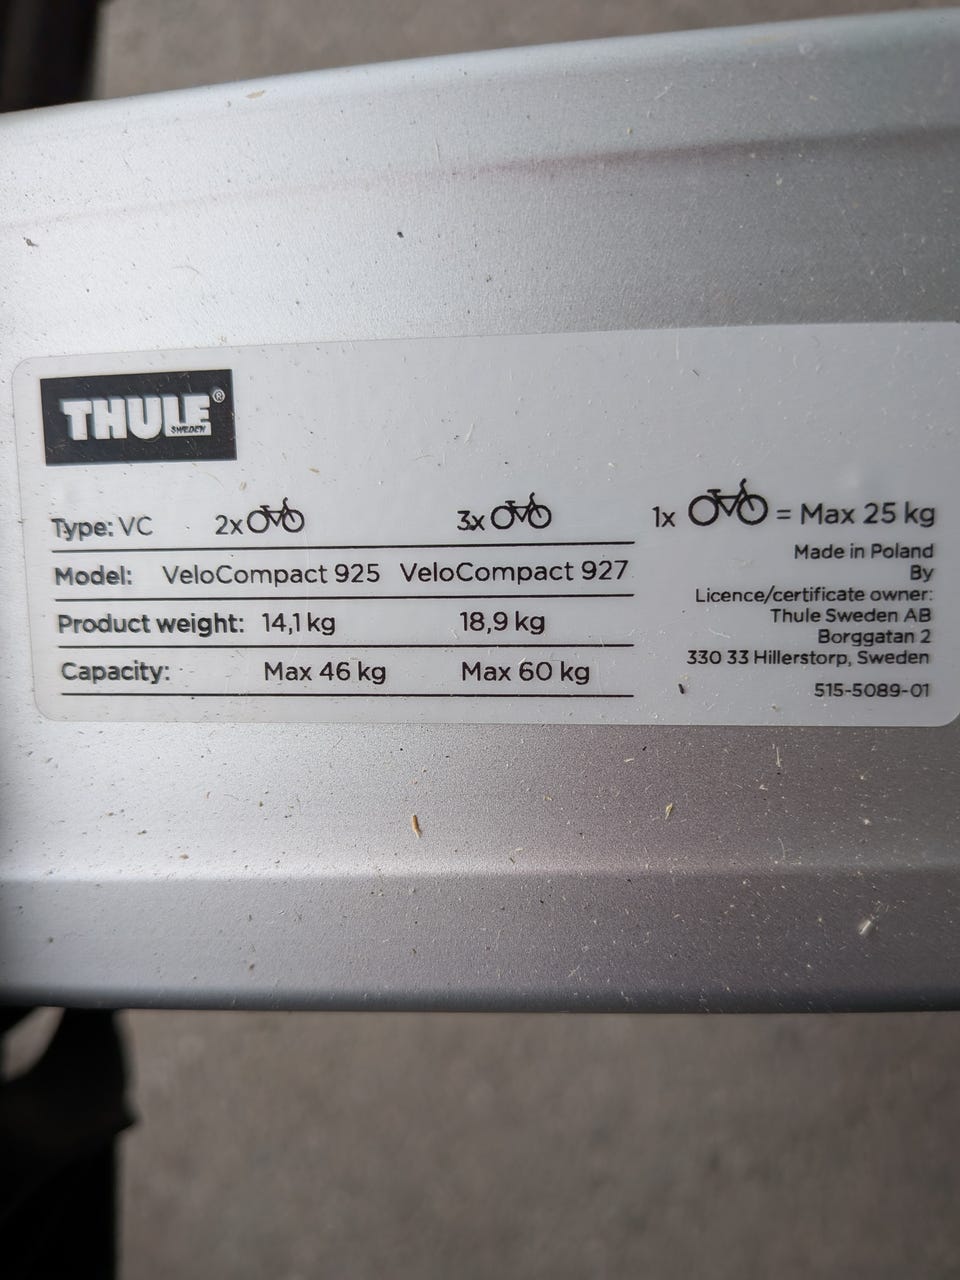 THULE®
SWEDEN
Type: VC 2x 3x 1x = Max 25 kg
Model: VeloCompact 925 VeloCompact 927
Product weight: 14,1 kg 18,9 kg
Capacity: Max 46 kg Max 60 kg
Made in Poland
By
Licence/certificate owner:
Thule Sweden AB
Borggatan 2
330 33 Hillerstorp, Sweden
515-5089-01